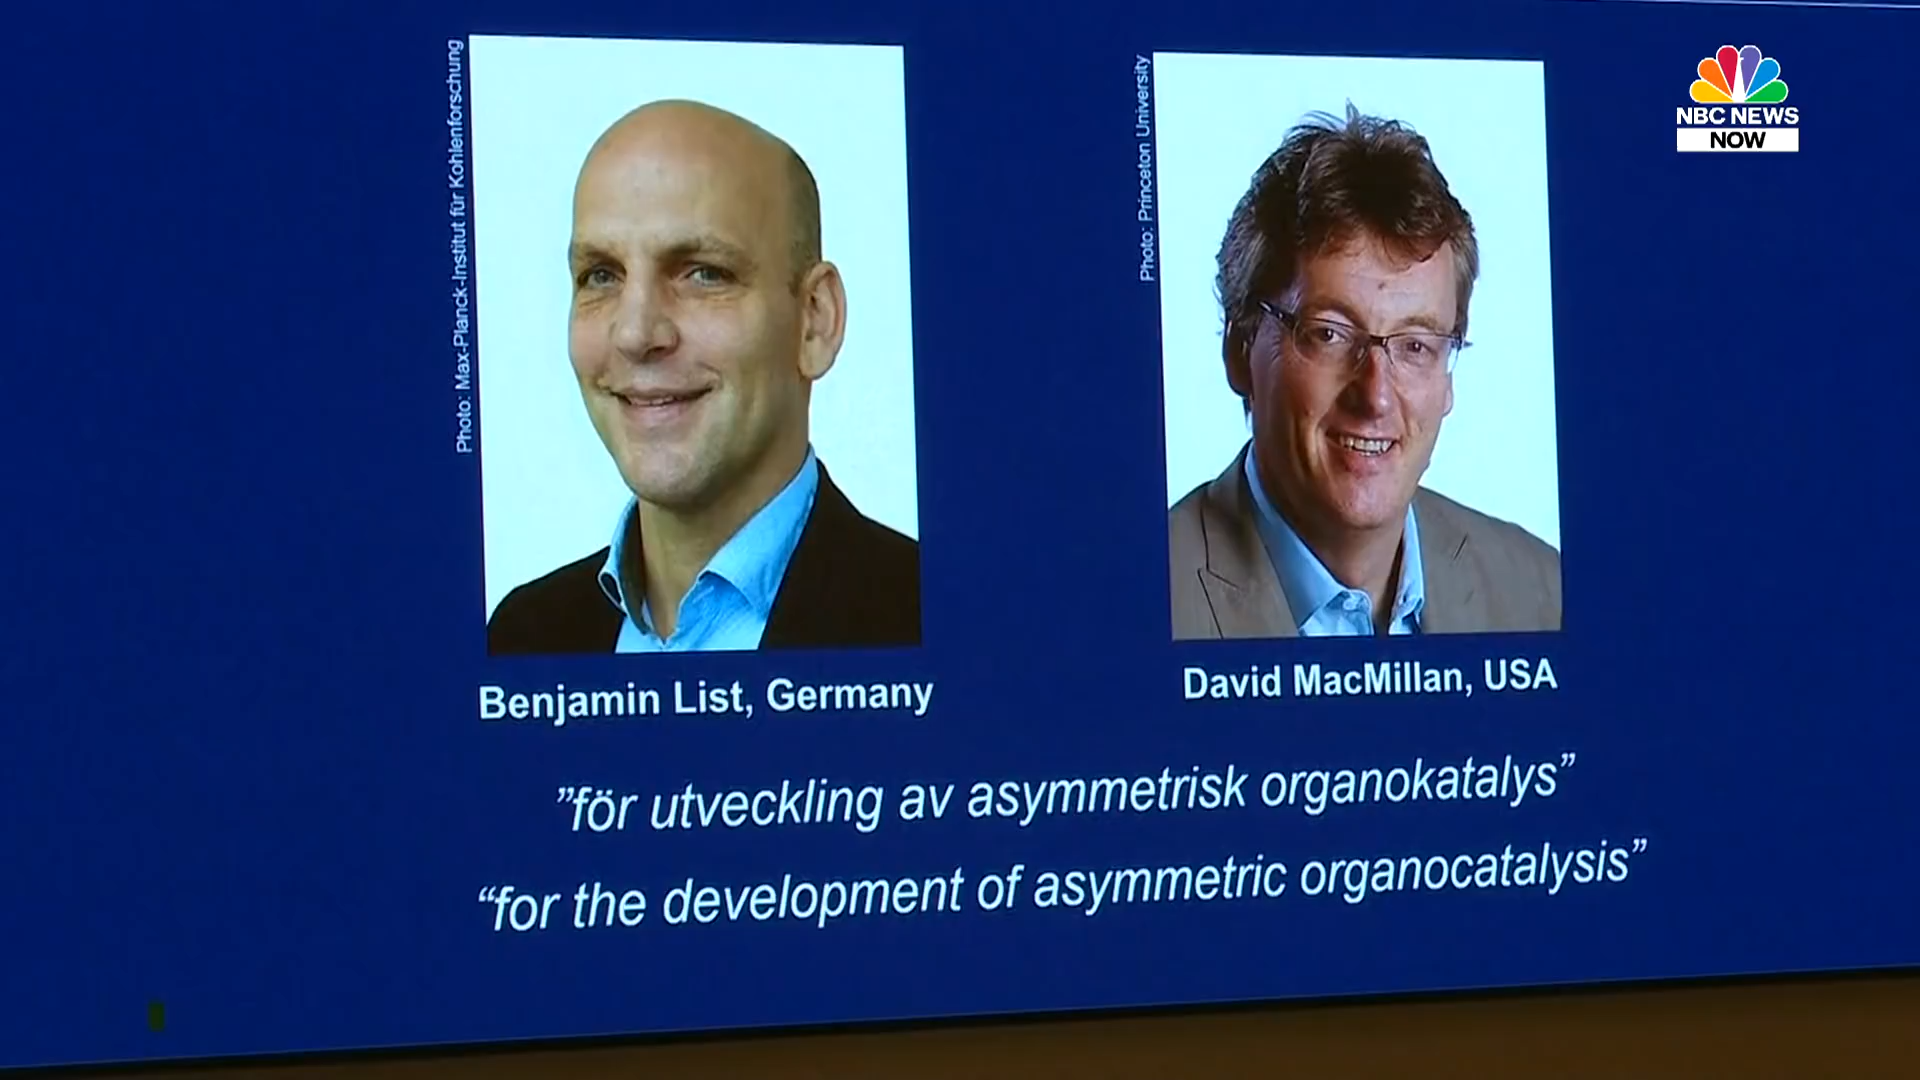 Photo: Max-Planck-Institut für Kohlenforschung
Photo: Princeton University
NBC NEWS
NOW
Benjamin List, Germany
David MacMillan, USA
”för utveckling av asymmetrisk organokatalys”
“for the development of asymmetric organocatalysis”